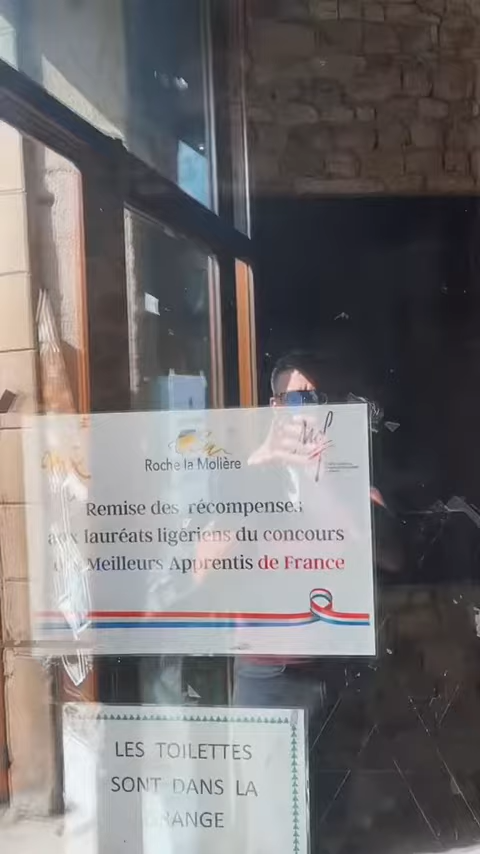 Roche la Molière
Remise des récompenses
aux lauréats ligériens du concours
des Meilleurs Apprentis de France
LES TOILETTES
SONT DANS LA
GRANGE